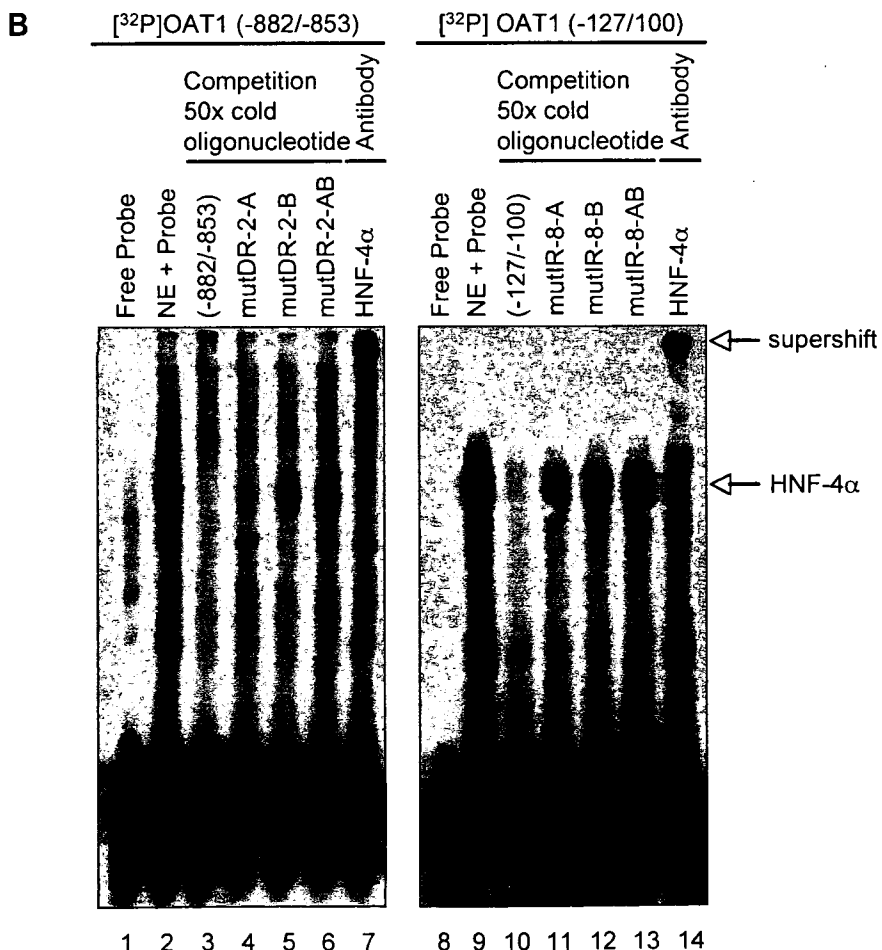 B
[³²P]OAT1 (-882/-853)
Competition
50x cold
oligonucleotide
Antibody
Free Probe
NE + Probe
(-882/-853)
mutDR-2-A
mutDR-2-B
mutDR-2-AB
HNF-4α
[³²P] OAT1 (-127/100)
Competition
50x cold
oligonucleotide
Antibody
Free Probe
NE + Probe
(-127/-100)
mutIR-8-A
mutIR-8-B
mutIR-8-AB
HNF-4α
supershift
HNF-4α
1 2 3 4 5 6 7
8 9 10 11 12 13 14